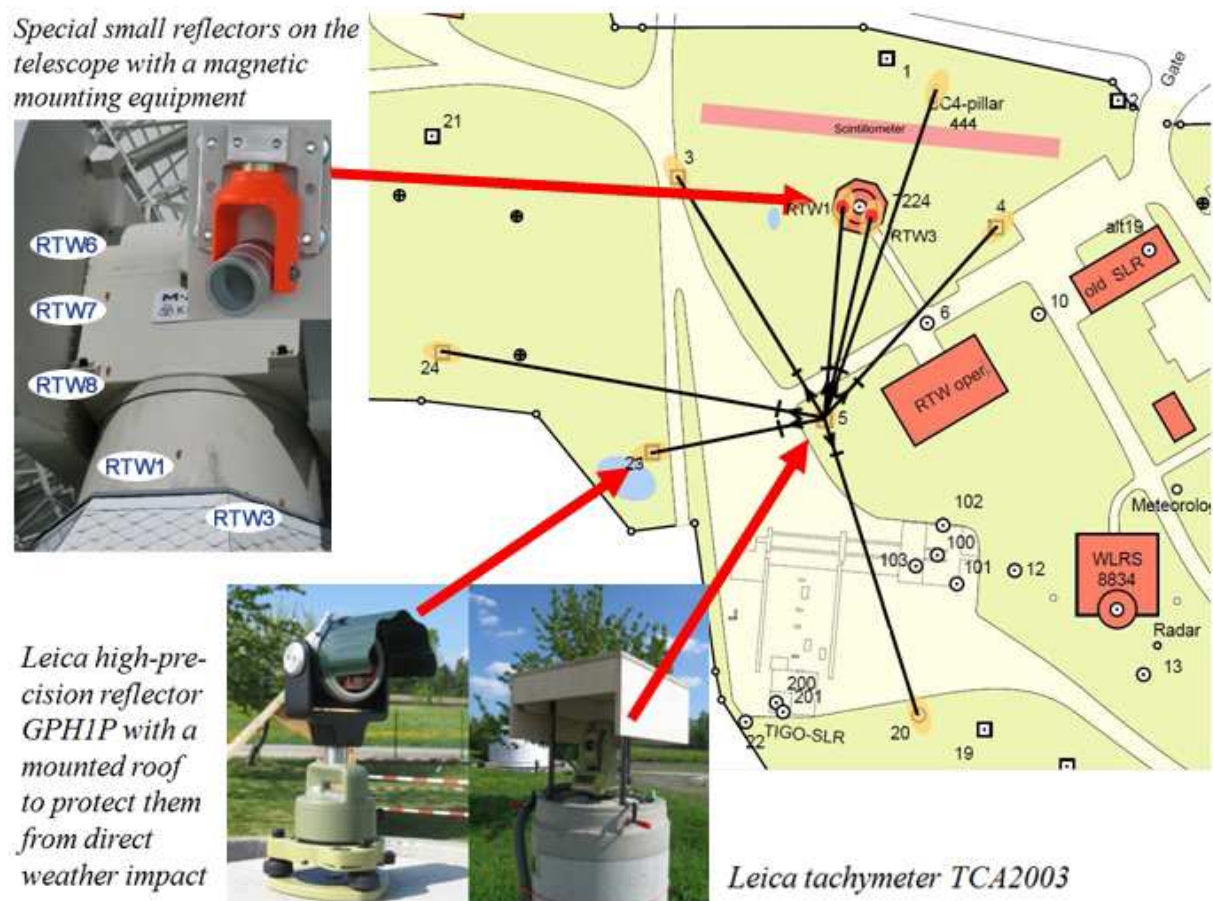 Special small reflectors on the
telescope with a magnetic
mounting equipment
RTW6
RTW7
RTW8
RTW1
RTW3
1
Gate
21
444
Scintillometer
3
RTW1
7224
RTW3
4
alt19
old SLR
10
6
24
RTW oper.
5
23
102
Meteorolog
100
103
101
12
WLRS
8834
Radar
13
200
201
TIGO-SLR
22
20
19
Leica high-pre-
cision reflector
GPH1P with a
mounted roof
to protect them
from direct
weather impact
Leica tachymeter TCA2003